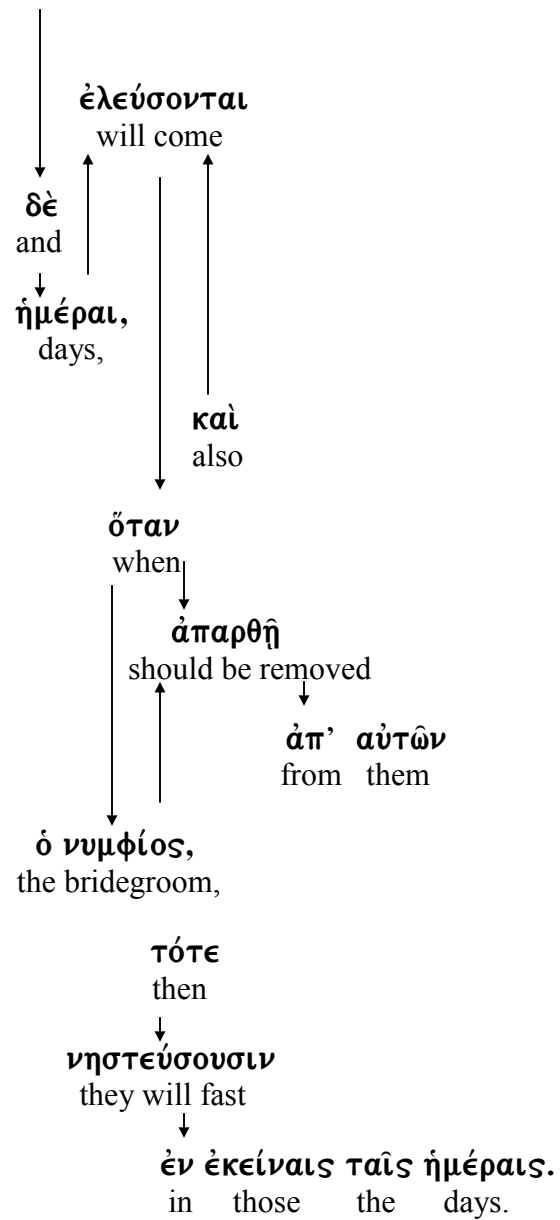 ἐλεύσονται
will come
δὲ
and
ἡμέραι,
days,
καὶ
also
ὅταν
when
ἀπαρθῇ
should be removed
ἀπ’ αὐτῶν
from them
ὁ νυμφίος,
the bridegroom,
τότε
then
νηστεύσουσιν
they will fast
ἐν ἐκείναις ταῖς ἡμέραις.
in those the days.